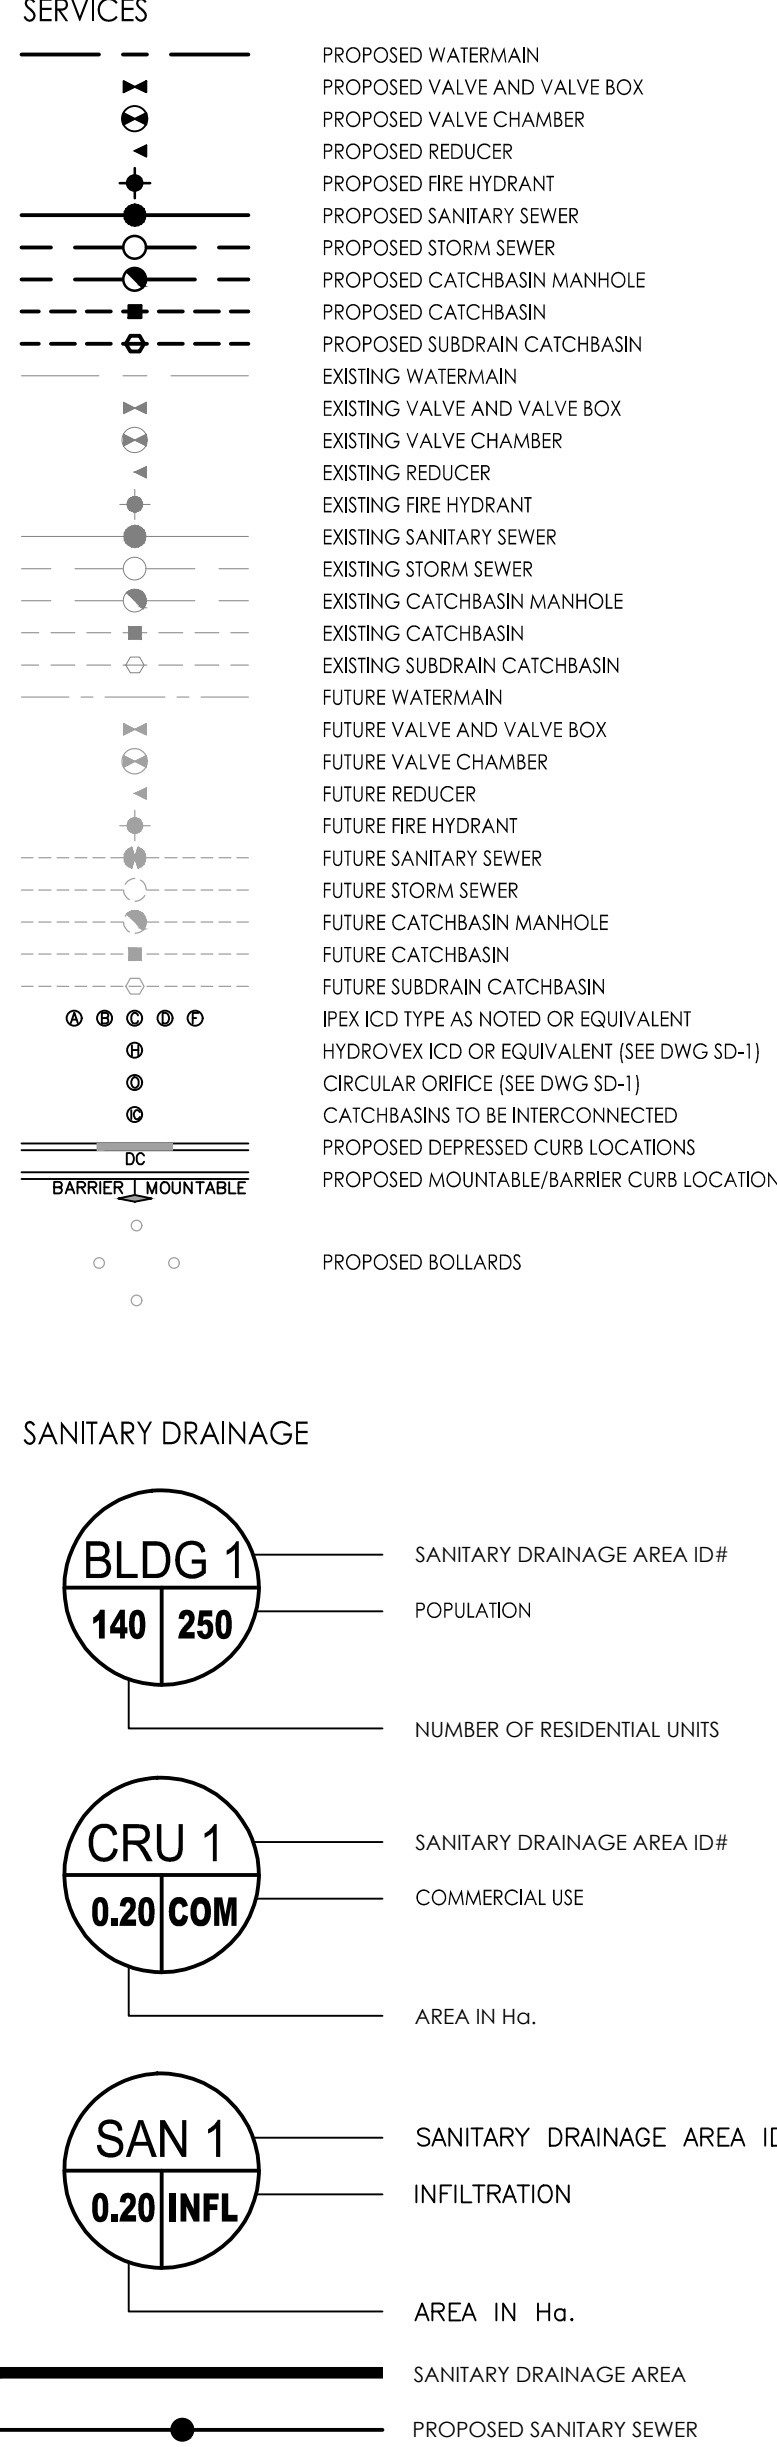 SERVICES
PROPOSED WATERMAIN
PROPOSED VALVE AND VALVE BOX
PROPOSED VALVE CHAMBER
PROPOSED REDUCER
PROPOSED FIRE HYDRANT
PROPOSED SANITARY SEWER
PROPOSED STORM SEWER
PROPOSED CATCHBASIN MANHOLE
PROPOSED CATCHBASIN
PROPOSED SUBDRAIN CATCHBASIN
EXISTING WATERMAIN
EXISTING VALVE AND VALVE BOX
EXISTING VALVE CHAMBER
EXISTING REDUCER
EXISTING FIRE HYDRANT
EXISTING SANITARY SEWER
EXISTING STORM SEWER
EXISTING CATCHBASIN MANHOLE
EXISTING CATCHBASIN
EXISTING SUBDRAIN CATCHBASIN
FUTURE WATERMAIN
FUTURE VALVE AND VALVE BOX
FUTURE VALVE CHAMBER
FUTURE REDUCER
FUTURE FIRE HYDRANT
FUTURE SANITARY SEWER
FUTURE STORM SEWER
FUTURE CATCHBASIN MANHOLE
FUTURE CATCHBASIN
FUTURE SUBDRAIN CATCHBASIN
A B C D F IPEX ICD TYPE AS NOTED OR EQUIVALENT
H HYDROVEX ICD OR EQUIVALENT (SEE DWG SD-1)
O CIRCULAR ORIFICE (SEE DWG SD-1)
IC CATCHBASINS TO BE INTERCONNECTED
DC PROPOSED DEPRESSED CURB LOCATIONS
BARRIER MOUNTABLE PROPOSED MOUNTABLE/BARRIER CURB LOCATION
PROPOSED BOLLARDS
SANITARY DRAINAGE
BLDG 1 SANITARY DRAINAGE AREA ID#
140 250 POPULATION
NUMBER OF RESIDENTIAL UNITS
CRU 1 SANITARY DRAINAGE AREA ID#
0.20 COM COMMERCIAL USE
AREA IN Ha.
SAN 1 SANITARY DRAINAGE AREA ID
0.20 INFL INFILTRATION
AREA IN Ha.
SANITARY DRAINAGE AREA
PROPOSED SANITARY SEWER